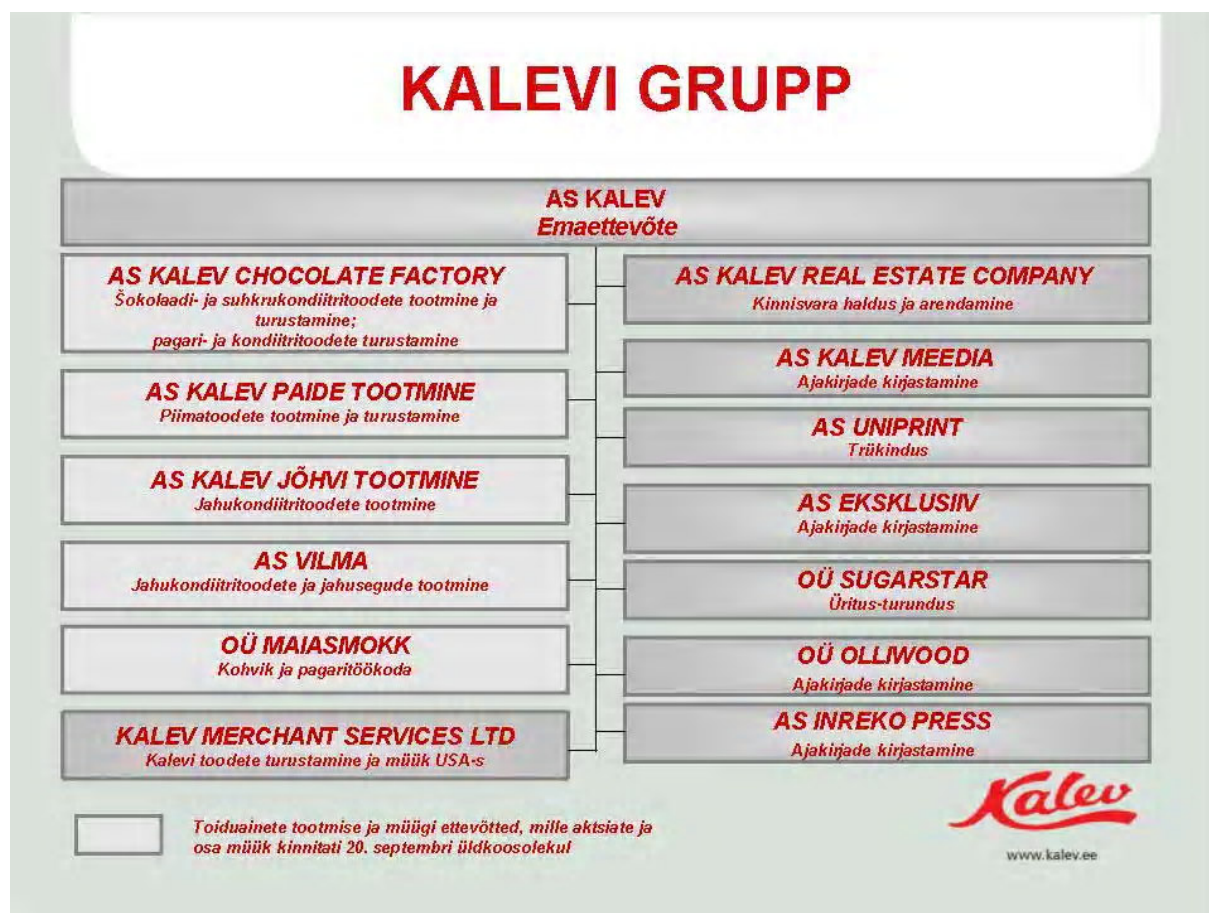 KALEVI GRUPP
AS KALEV
Emaettevõte
AS KALEV CHOCOLATE FACTORY
Šokolaadi- ja suhkrukondiitritoodete tootmine ja
turustamine;
pagari- ja kondiitritoodete turustamine
AS KALEV PAIDE TOOTMINE
Piimatoodete tootmine ja turustamine
AS KALEV JÕHVI TOOTMINE
Jahukondiitritoodete tootmine
AS VILMA
Jahukondiitritoodete ja jahusegude tootmine
OÜ MAIASMOKK
Kohvik ja pagaritöökoda
KALEV MERCHANT SERVICES LTD
Kalevi toodete turustamine ja müük USA-s
AS KALEV REAL ESTATE COMPANY
Kinnisvara haldus ja arendamine
AS KALEV MEEDIA
Ajakirjade kirjastamine
AS UNIPRINT
Trükindus
AS EKSKLUSIIV
Ajakirjade kirjastamine
OÜ SUGARSTAR
Üritus-turundus
OÜ OLLIWOOD
Ajakirjade kirjastamine
AS INREKO PRESS
Ajakirjade kirjastamine
Toiduainete tootmise ja müügi ettevõtted, mille aktsiate ja
osa müük kinnitati 20. septembri üldkoosolekul
Kalev
www.kalev.ee